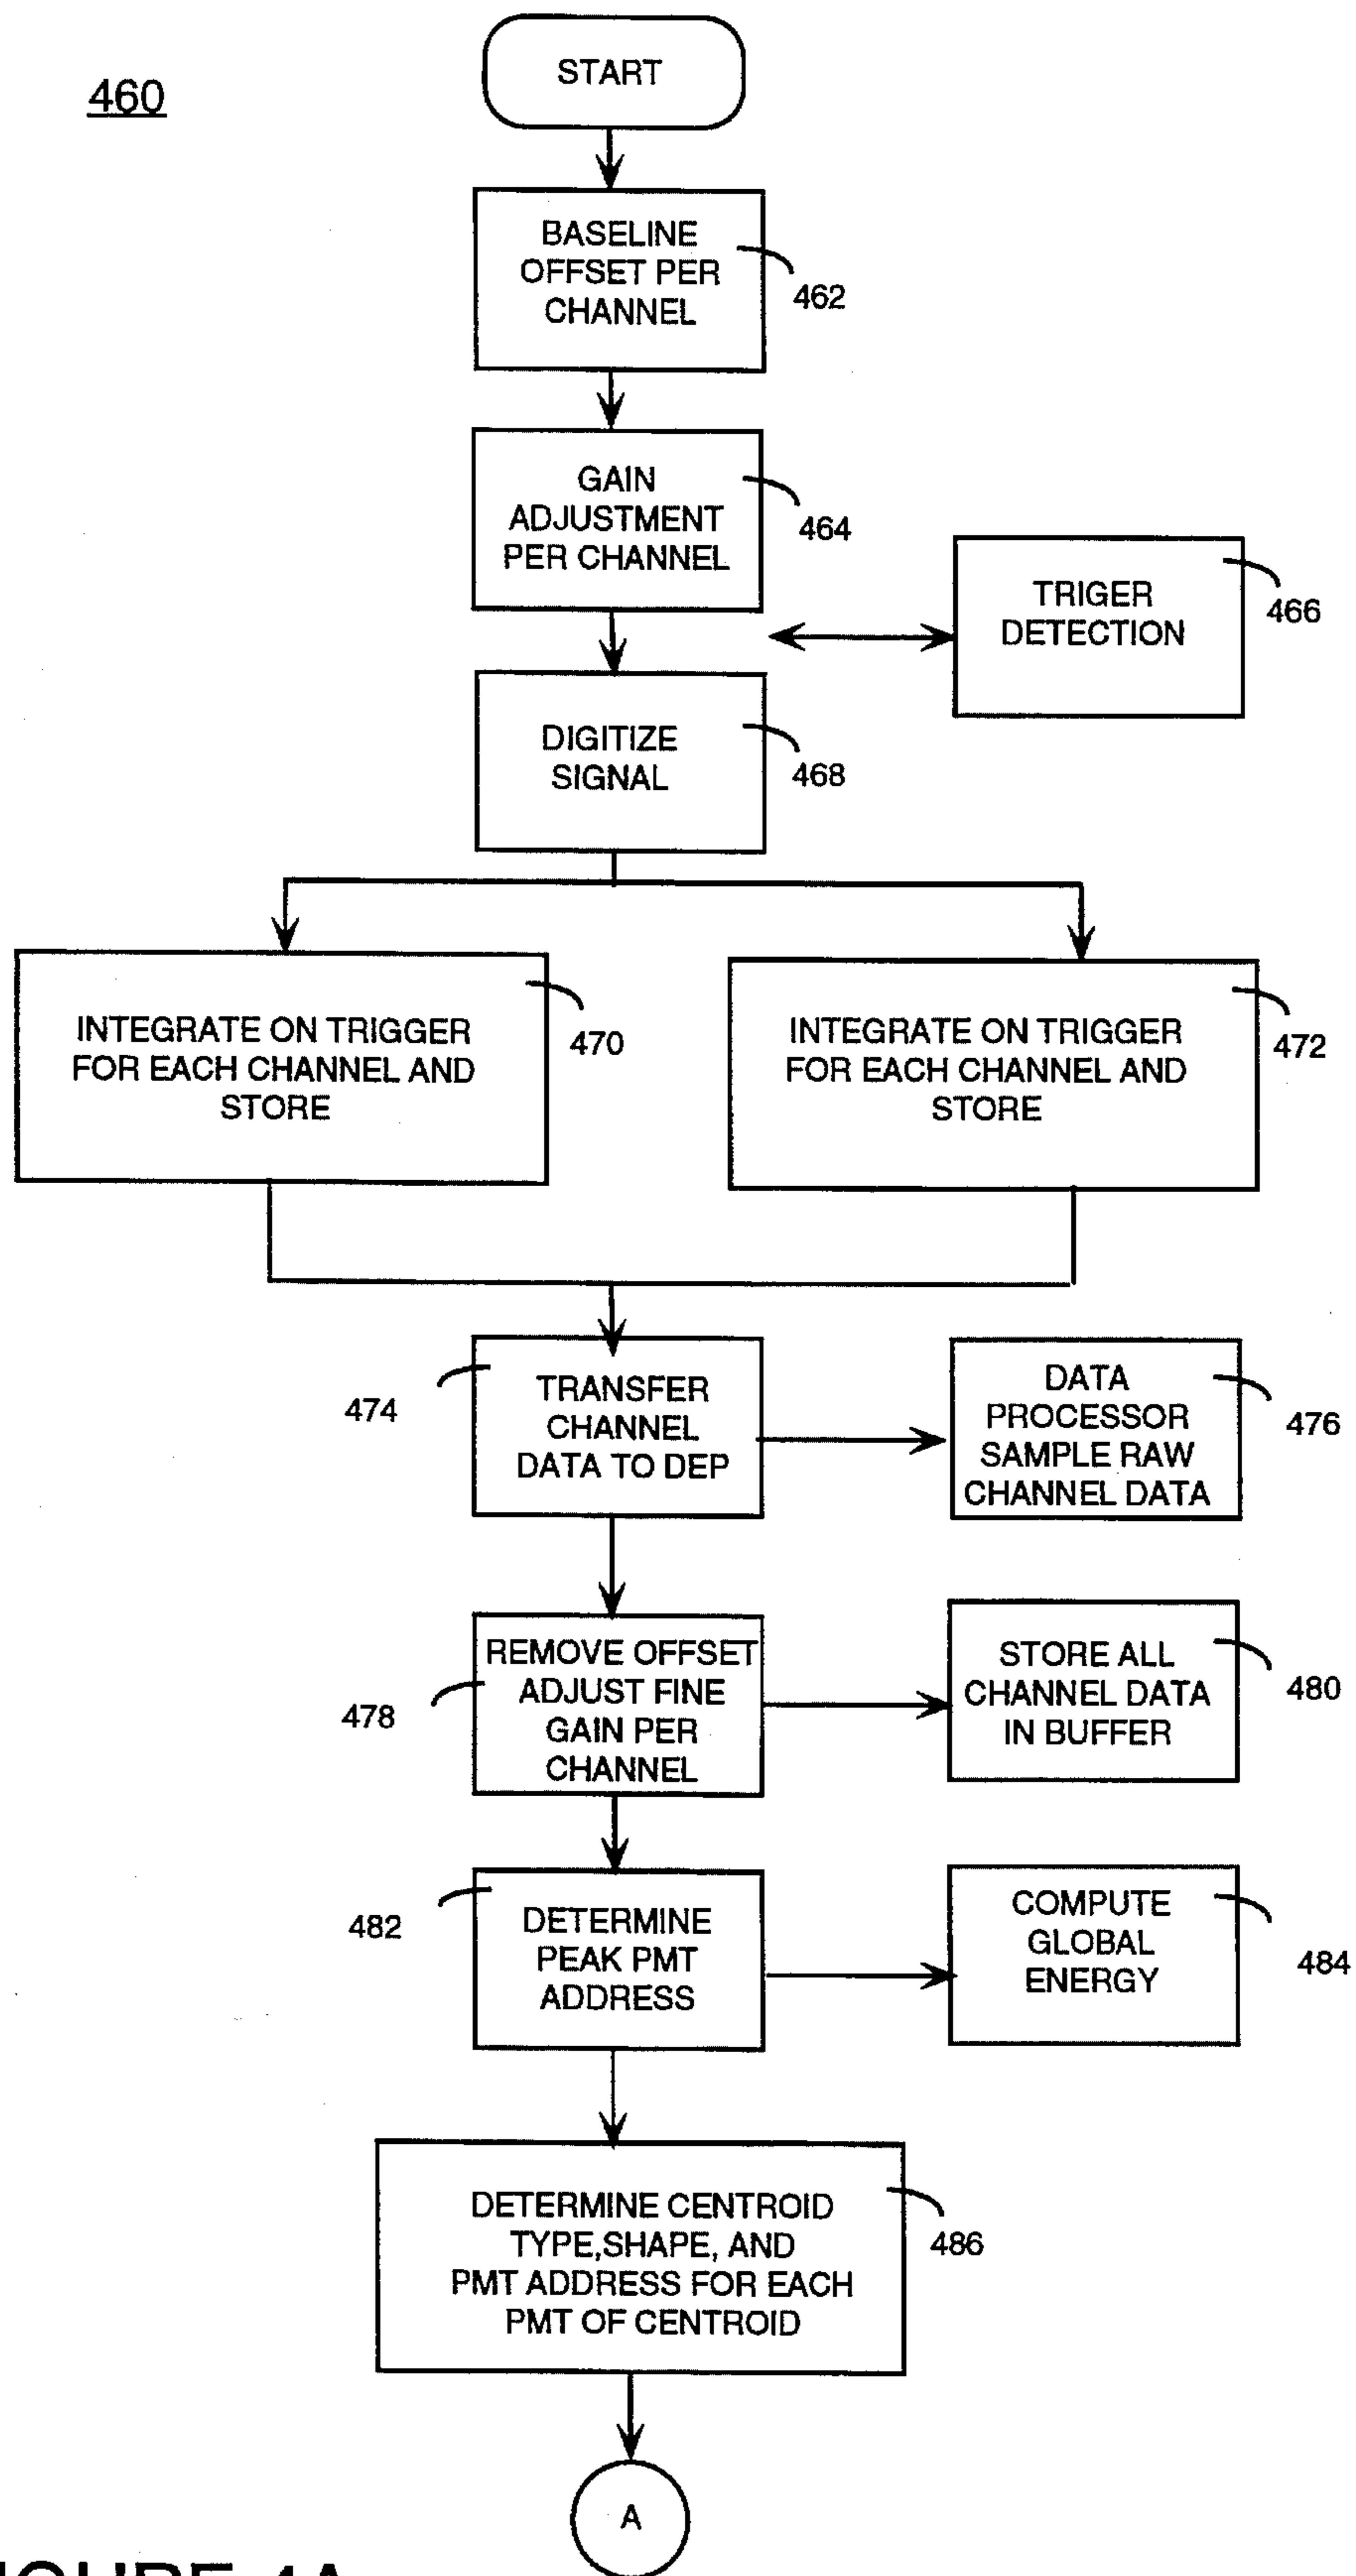 460
START
BASELINE
OFFSET PER
CHANNEL
462
GAIN
ADJUSTMENT
PER CHANNEL
464
TRIGER
DETECTION
466
DIGITIZE
SIGNAL
468
INTEGRATE ON TRIGGER
FOR EACH CHANNEL AND
STORE
470
INTEGRATE ON TRIGGER
FOR EACH CHANNEL AND
STORE
472
474
TRANSFER
CHANNEL
DATA TO DEP
DATA
PROCESSOR
SAMPLE RAW
CHANNEL DATA
476
478
REMOVE OFFSET
ADJUST FINE
GAIN PER
CHANNEL
STORE ALL
CHANNEL DATA
IN BUFFER
480
482
DETERMINE
PEAK PMT
ADDRESS
COMPUTE
GLOBAL
ENERGY
484
DETERMINE CENTROID
TYPE,SHAPE, AND
PMT ADDRESS FOR EACH
PMT OF CENTROID
486
A